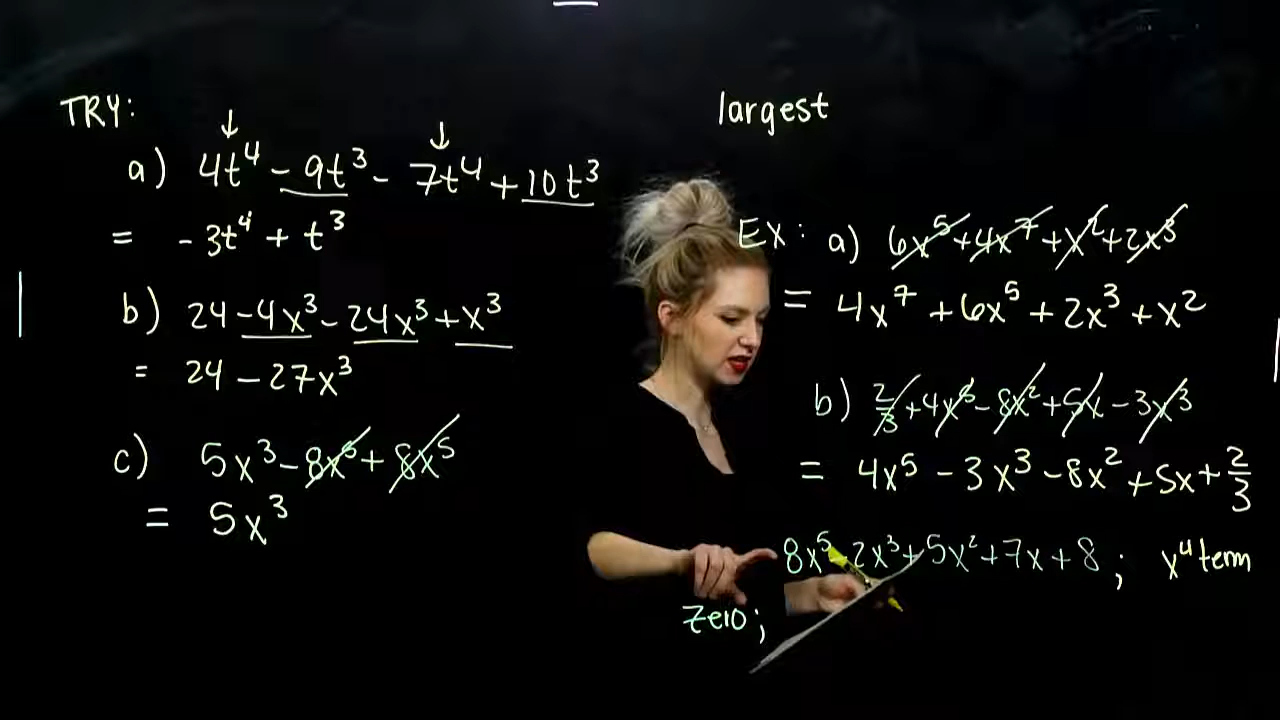 TRY:
a) 4t⁴ - 9t³ - 7t⁴ + 10t³
= -3t⁴ + t³
b) 24 - 4x³ - 24x³ + x³
= 24 - 27x³
c) 5x³ - 8x⁵ + 8x⁵
= 5x³
largest
EX: a) 6x⁵ + 4x⁷ + x² + 2x³
= 4x⁷ + 6x⁵ + 2x³ + x²
b) 2/3 + 4x⁵ - 8x² + 5x - 3x³
= 4x⁵ - 3x³ - 8x² + 5x + 2/3
8x⁵ 2x³ + 5x² + 7x + 8 ; x⁴ term
zero;